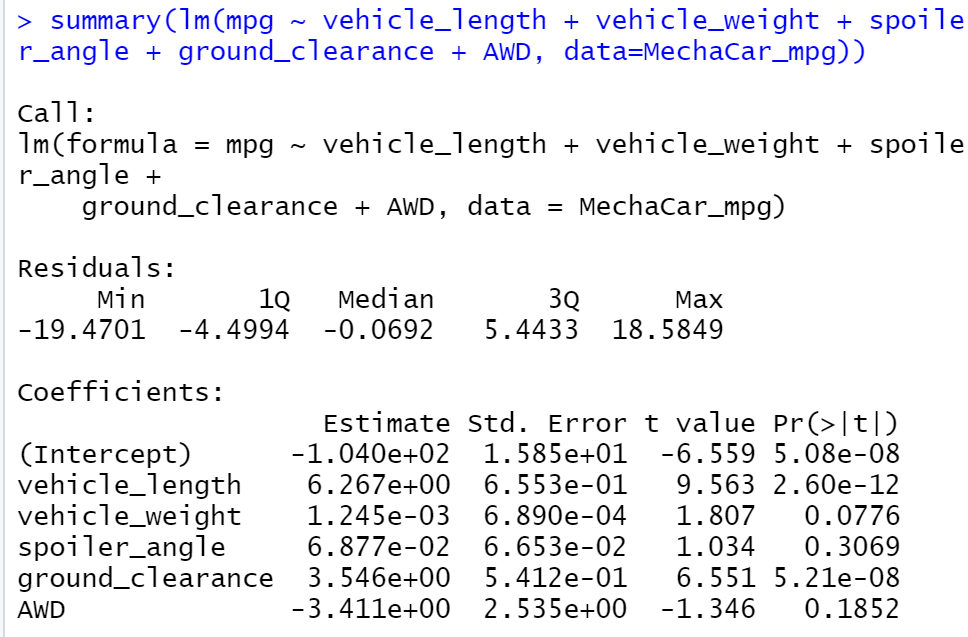 > summary(lm(mpg ~ vehicle_length + vehicle_weight + spoile
r_angle + ground_clearance + AWD, data=MechaCar_mpg))
Call:
lm(formula = mpg ~ vehicle_length + vehicle_weight + spoile
r_angle +
    ground_clearance + AWD, data = MechaCar_mpg)
Residuals:
     Min       1Q   Median       3Q      Max
-19.4701  -4.4994  -0.0692   5.4433  18.5849
Coefficients:
                   Estimate Std. Error t value Pr(>|t|)
(Intercept)      -1.040e+02  1.585e+01  -6.559 5.08e-08
vehicle_length    6.267e+00  6.553e-01   9.563 2.60e-12
vehicle_weight    1.245e-03  6.890e-04   1.807   0.0776
spoiler_angle     6.877e-02  6.653e-02   1.034   0.3069
ground_clearance  3.546e+00  5.412e-01   6.551 5.21e-08
AWD              -3.411e+00  2.535e+00  -1.346   0.1852